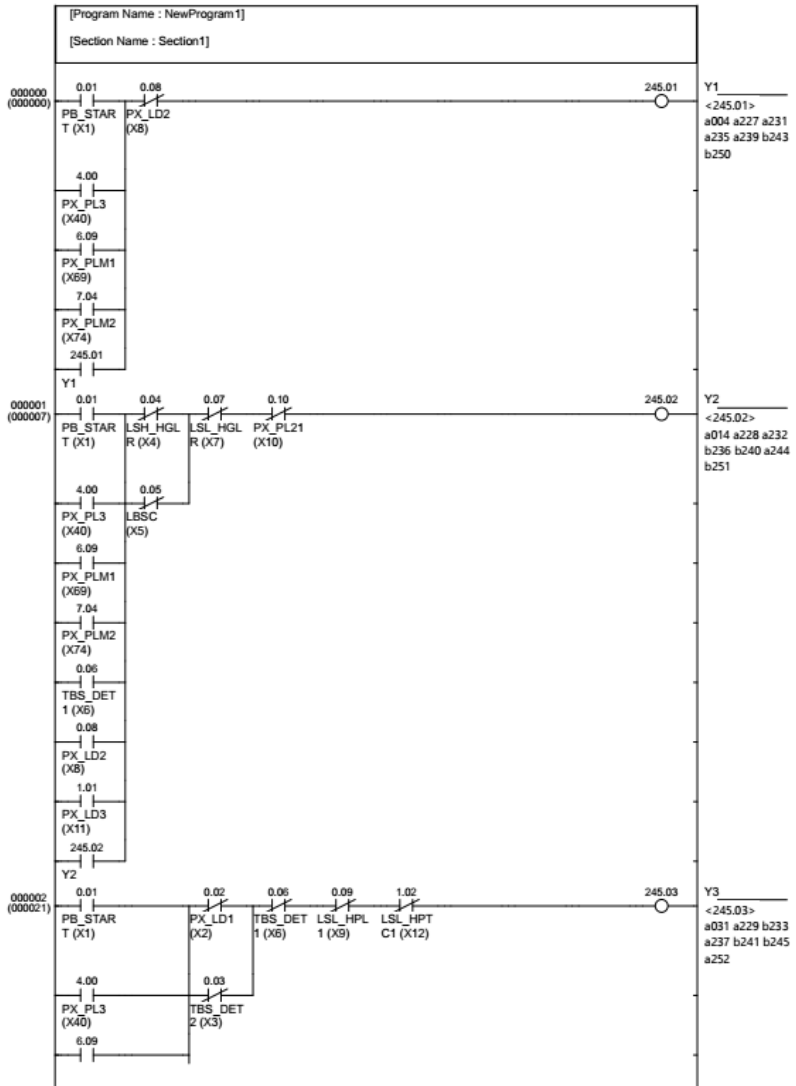 [Program Name : NewProgram1]
[Section Name : Section1]
000000
(000000)
0.01
PB_STAR
T (X1)
0.08
PX_LD2
(X8)
245.01
Y1
<245.01>
a004 a227 a231
a235 a239 b243
b250
4.00
PX_PL3
(X40)
6.09
PX_PLM1
(X69)
7.04
PX_PLM2
(X74)
245.01
Y1
000001
(000007)
0.01
PB_STAR
T (X1)
0.04
LSH_HGL
R (X4)
0.07
LSL_HGL
R (X7)
0.10
PX_PL21
(X10)
245.02
Y2
<245.02>
a014 a228 a232
b236 b240 a244
b251
4.00
PX_PL3
(X40)
0.05
LBSC
(X5)
6.09
PX_PLM1
(X69)
7.04
PX_PLM2
(X74)
0.06
TBS_DET
1 (X6)
0.08
PX_LD2
(X8)
1.01
PX_LD3
(X11)
245.02
Y2
000002
(000021)
0.01
PB_STAR
T (X1)
0.02
PX_LD1
(X2)
0.06
TBS_DET
1 (X6)
0.09
LSL_HPL
1 (X9)
1.02
LSL_HPT
C1 (X12)
245.03
Y3
<245.03>
a031 a229 b233
a237 b241 b245
a252
4.00
PX_PL3
(X40)
0.03
TBS_DET
2 (X3)
6.09